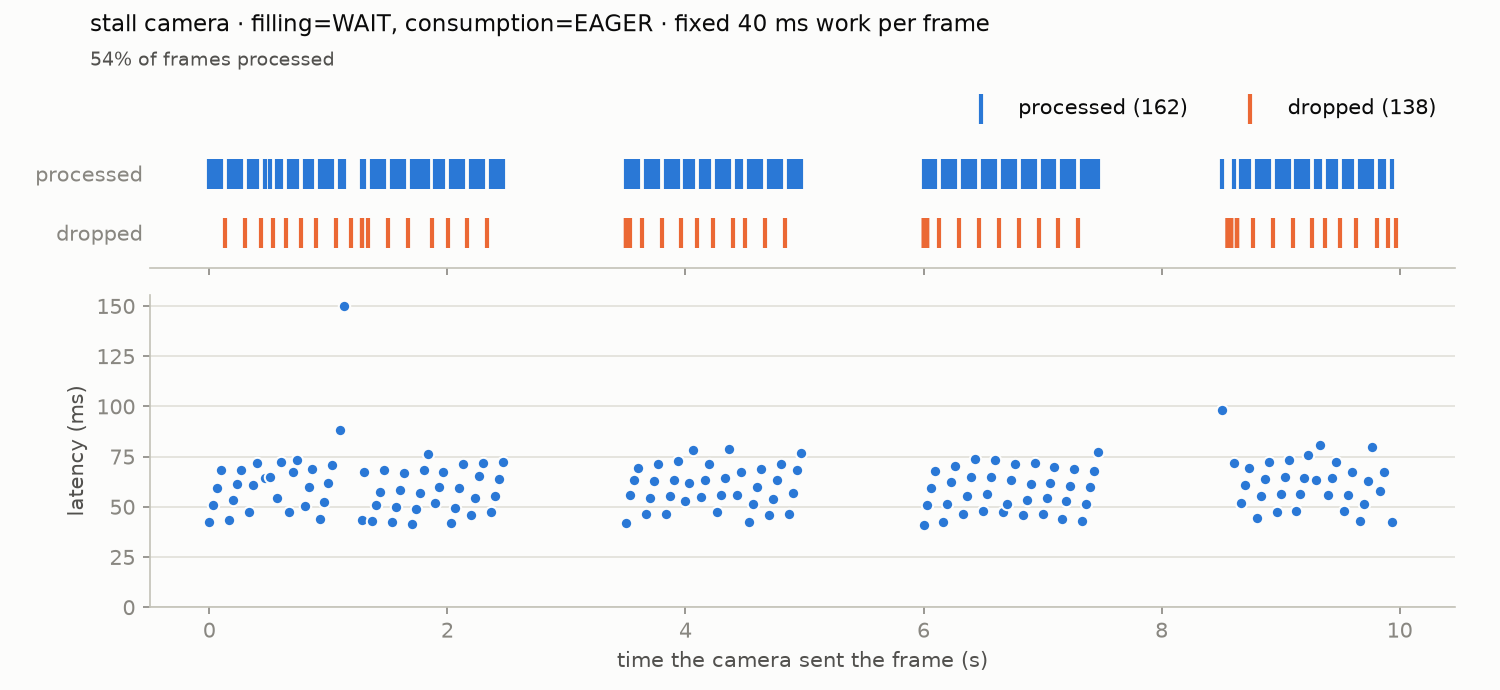 stall camera · filling=WAIT, consumption=EAGER · fixed 40 ms work per frame
54% of frames processed
processed (162)
dropped (138)
processed
dropped
150
125
100
75
50
25
0
latency (ms)
0 2 4 6 8 10
time the camera sent the frame (s)